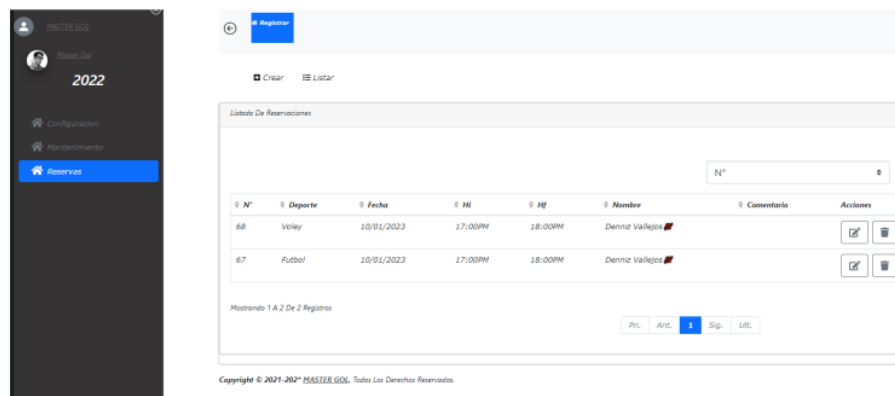 MASTER GOL
Master Gol
2022
Configuracion
Mantenimiento
Reservas
Registrar
Crear Listar
Listado De Reservaciones
N°
N° Deporte Fecha Hi Hf Nombre Comentario Acciones
68 Voley 10/01/2023 17:00PM 18:00PM Denniz Vallejos
67 Futbol 10/01/2023 17:00PM 18:00PM Denniz Vallejos
Mostrando 1 A 2 De 2 Registros
Pri. Ant. 1 Sig. Ult.
Copyright © 2021-202* MASTER GOL. Todos Los Derechos Reservados.